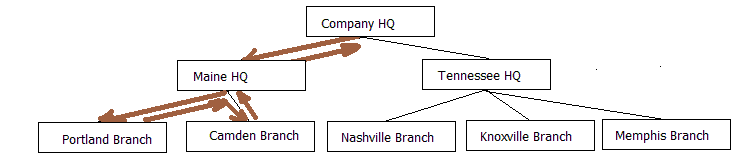 Company HQ
Maine HQ
Tennessee HQ
Portland Branch
Camden Branch
Nashville Branch
Knoxville Branch
Memphis Branch